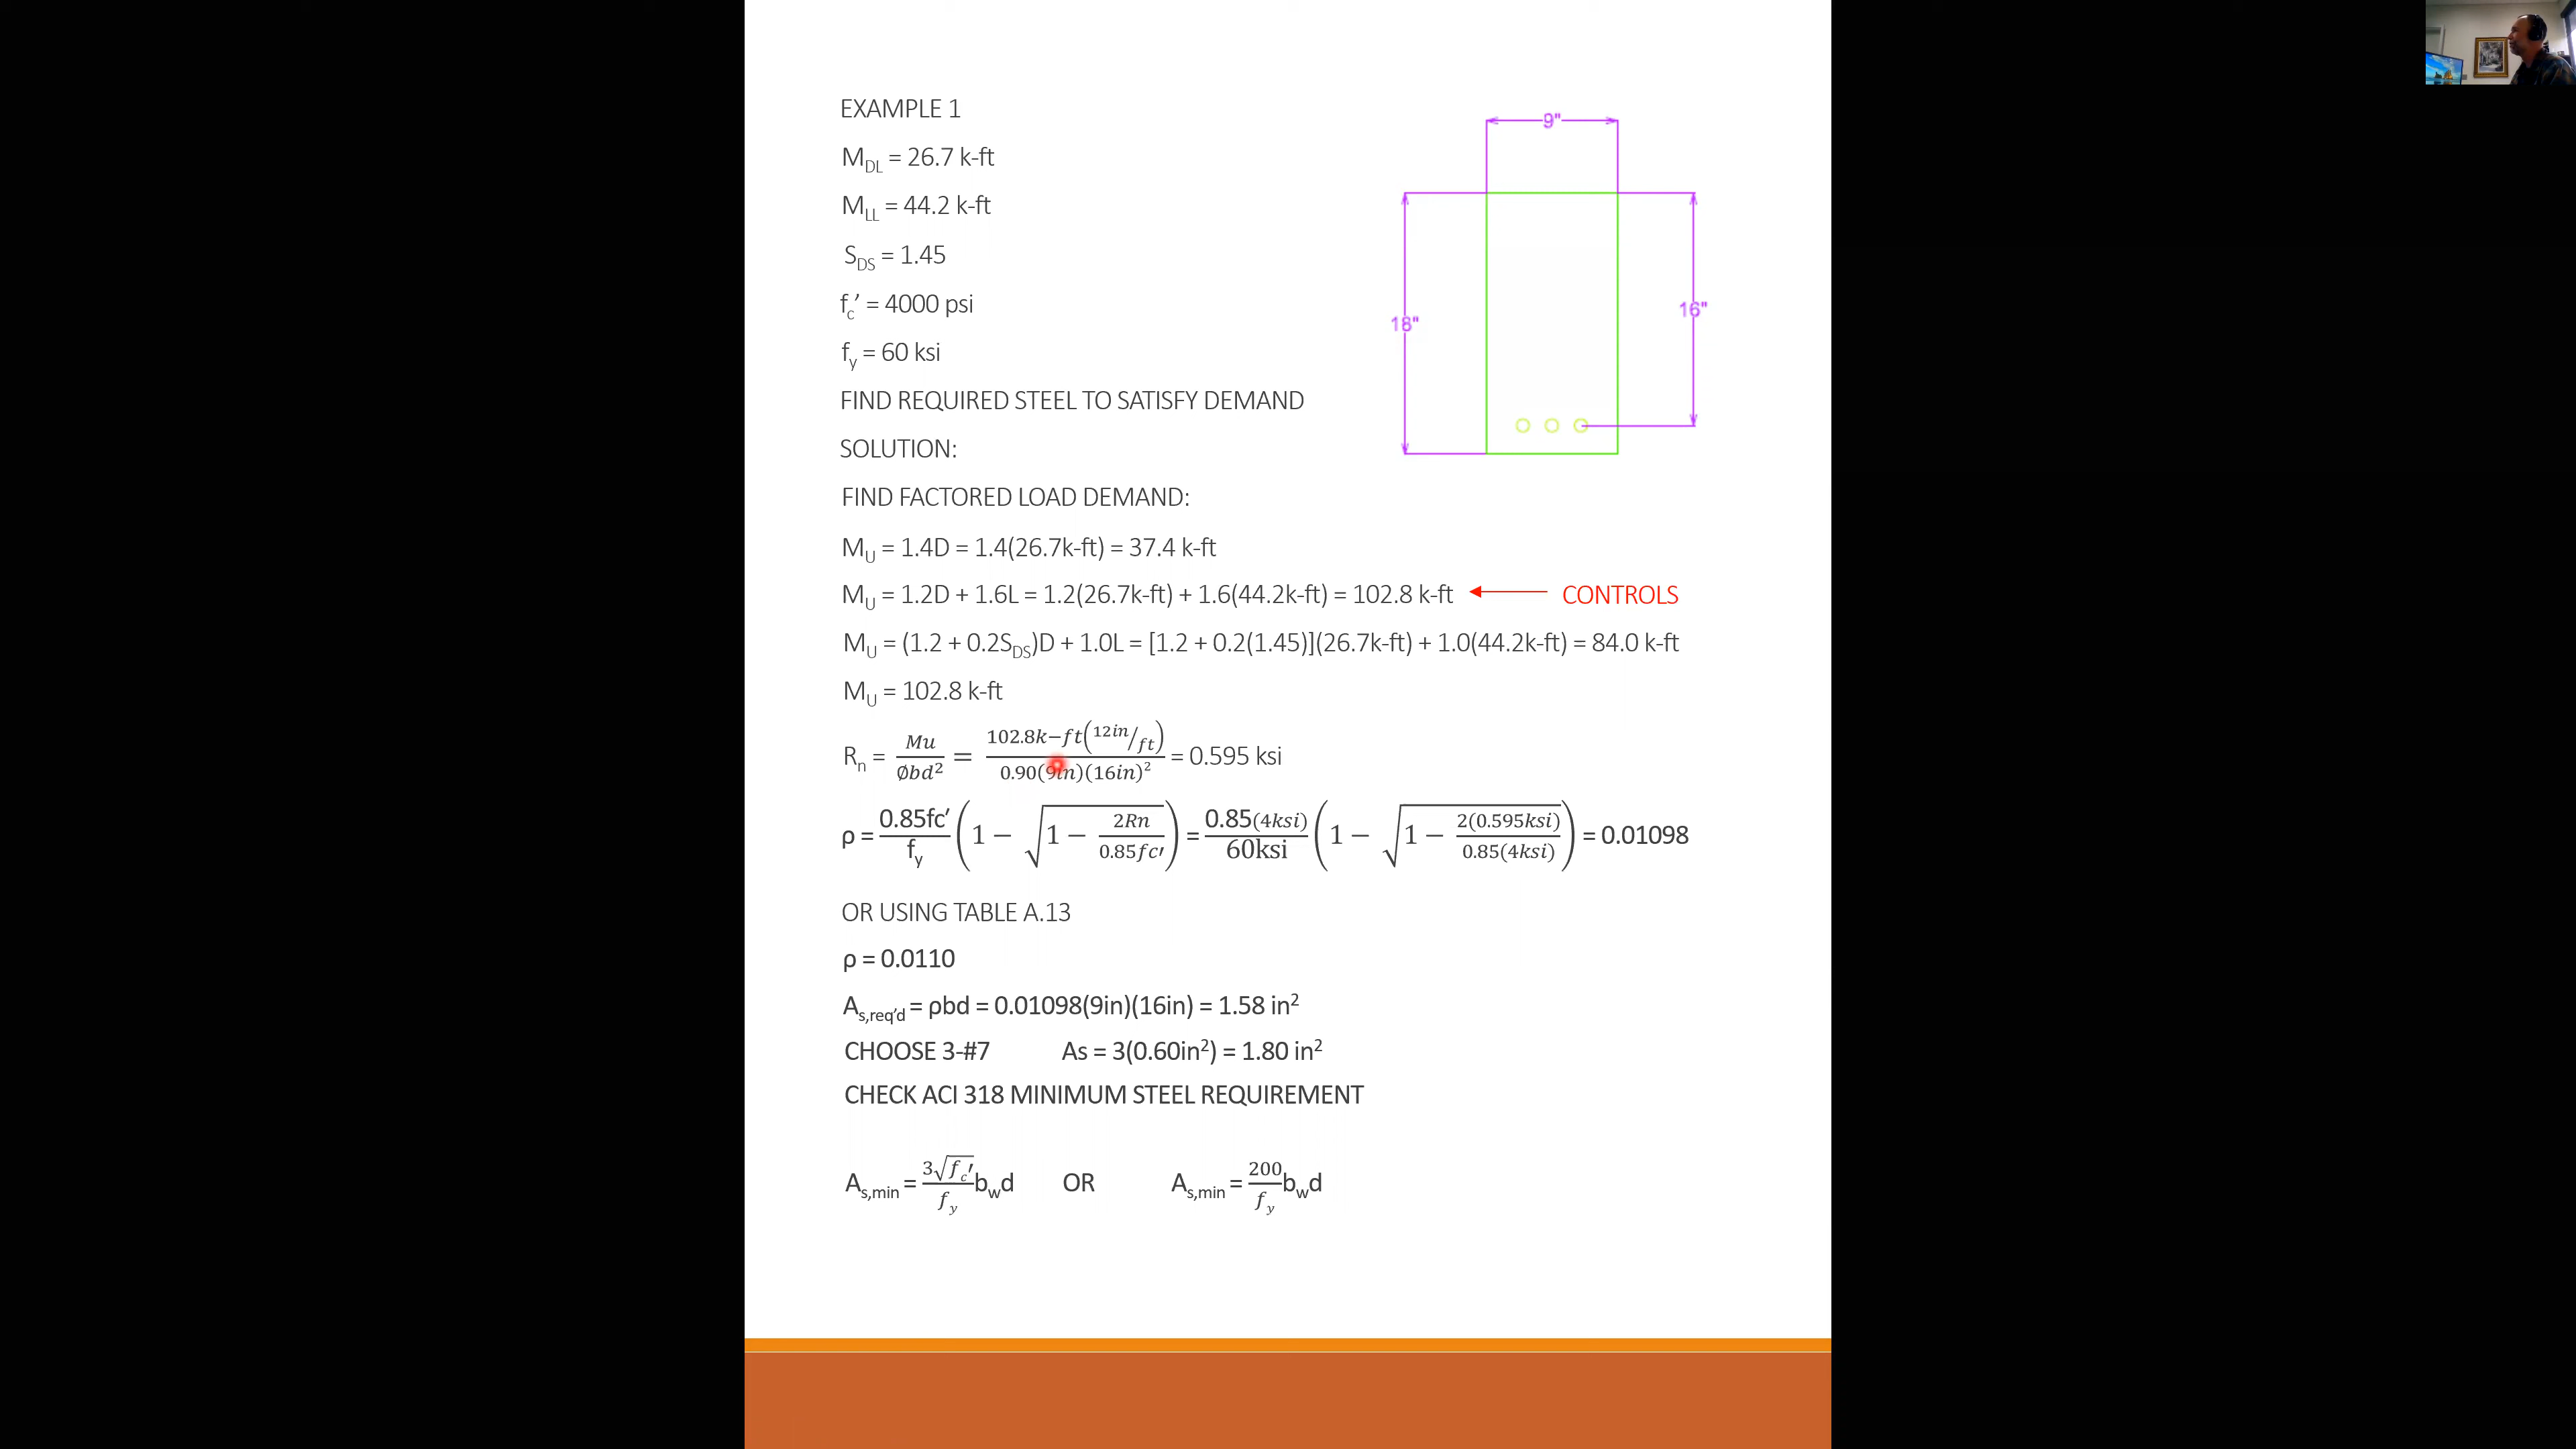 EXAMPLE 1
9"
M_DL = 26.7 k-ft
M_LL = 44.2 k-ft
S_DS = 1.45
f_c' = 4000 psi
18"
16"
f_y = 60 ksi
FIND REQUIRED STEEL TO SATISFY DEMAND
SOLUTION:
FIND FACTORED LOAD DEMAND:
M_U = 1.4D = 1.4(26.7k-ft) = 37.4 k-ft
M_U = 1.2D + 1.6L = 1.2(26.7k-ft) + 1.6(44.2k-ft) = 102.8 k-ft CONTROLS
M_U = (1.2 + 0.2S_DS)D + 1.0L = [1.2 + 0.2(1.45)](26.7k-ft) + 1.0(44.2k-ft) = 84.0 k-ft
M_U = 102.8 k-ft
R_n = Mu/∅bd² = 102.8k−ft(12in/ft)/0.90(9in)(16in)² = 0.595 ksi
ρ = 0.85fc'/f_y (1 − √(1 − 2Rn/0.85fc')) = 0.85(4ksi)/60ksi (1 − √(1 − 2(0.595ksi)/0.85(4ksi))) = 0.01098
OR USING TABLE A.13
ρ = 0.0110
A_s,req'd = ρbd = 0.01098(9in)(16in) = 1.58 in²
CHOOSE 3-#7 As = 3(0.60in²) = 1.80 in²
CHECK ACI 318 MINIMUM STEEL REQUIREMENT
A_s,min = 3√f_c'/f_y b_wd OR A_s,min = 200/f_y b_wd